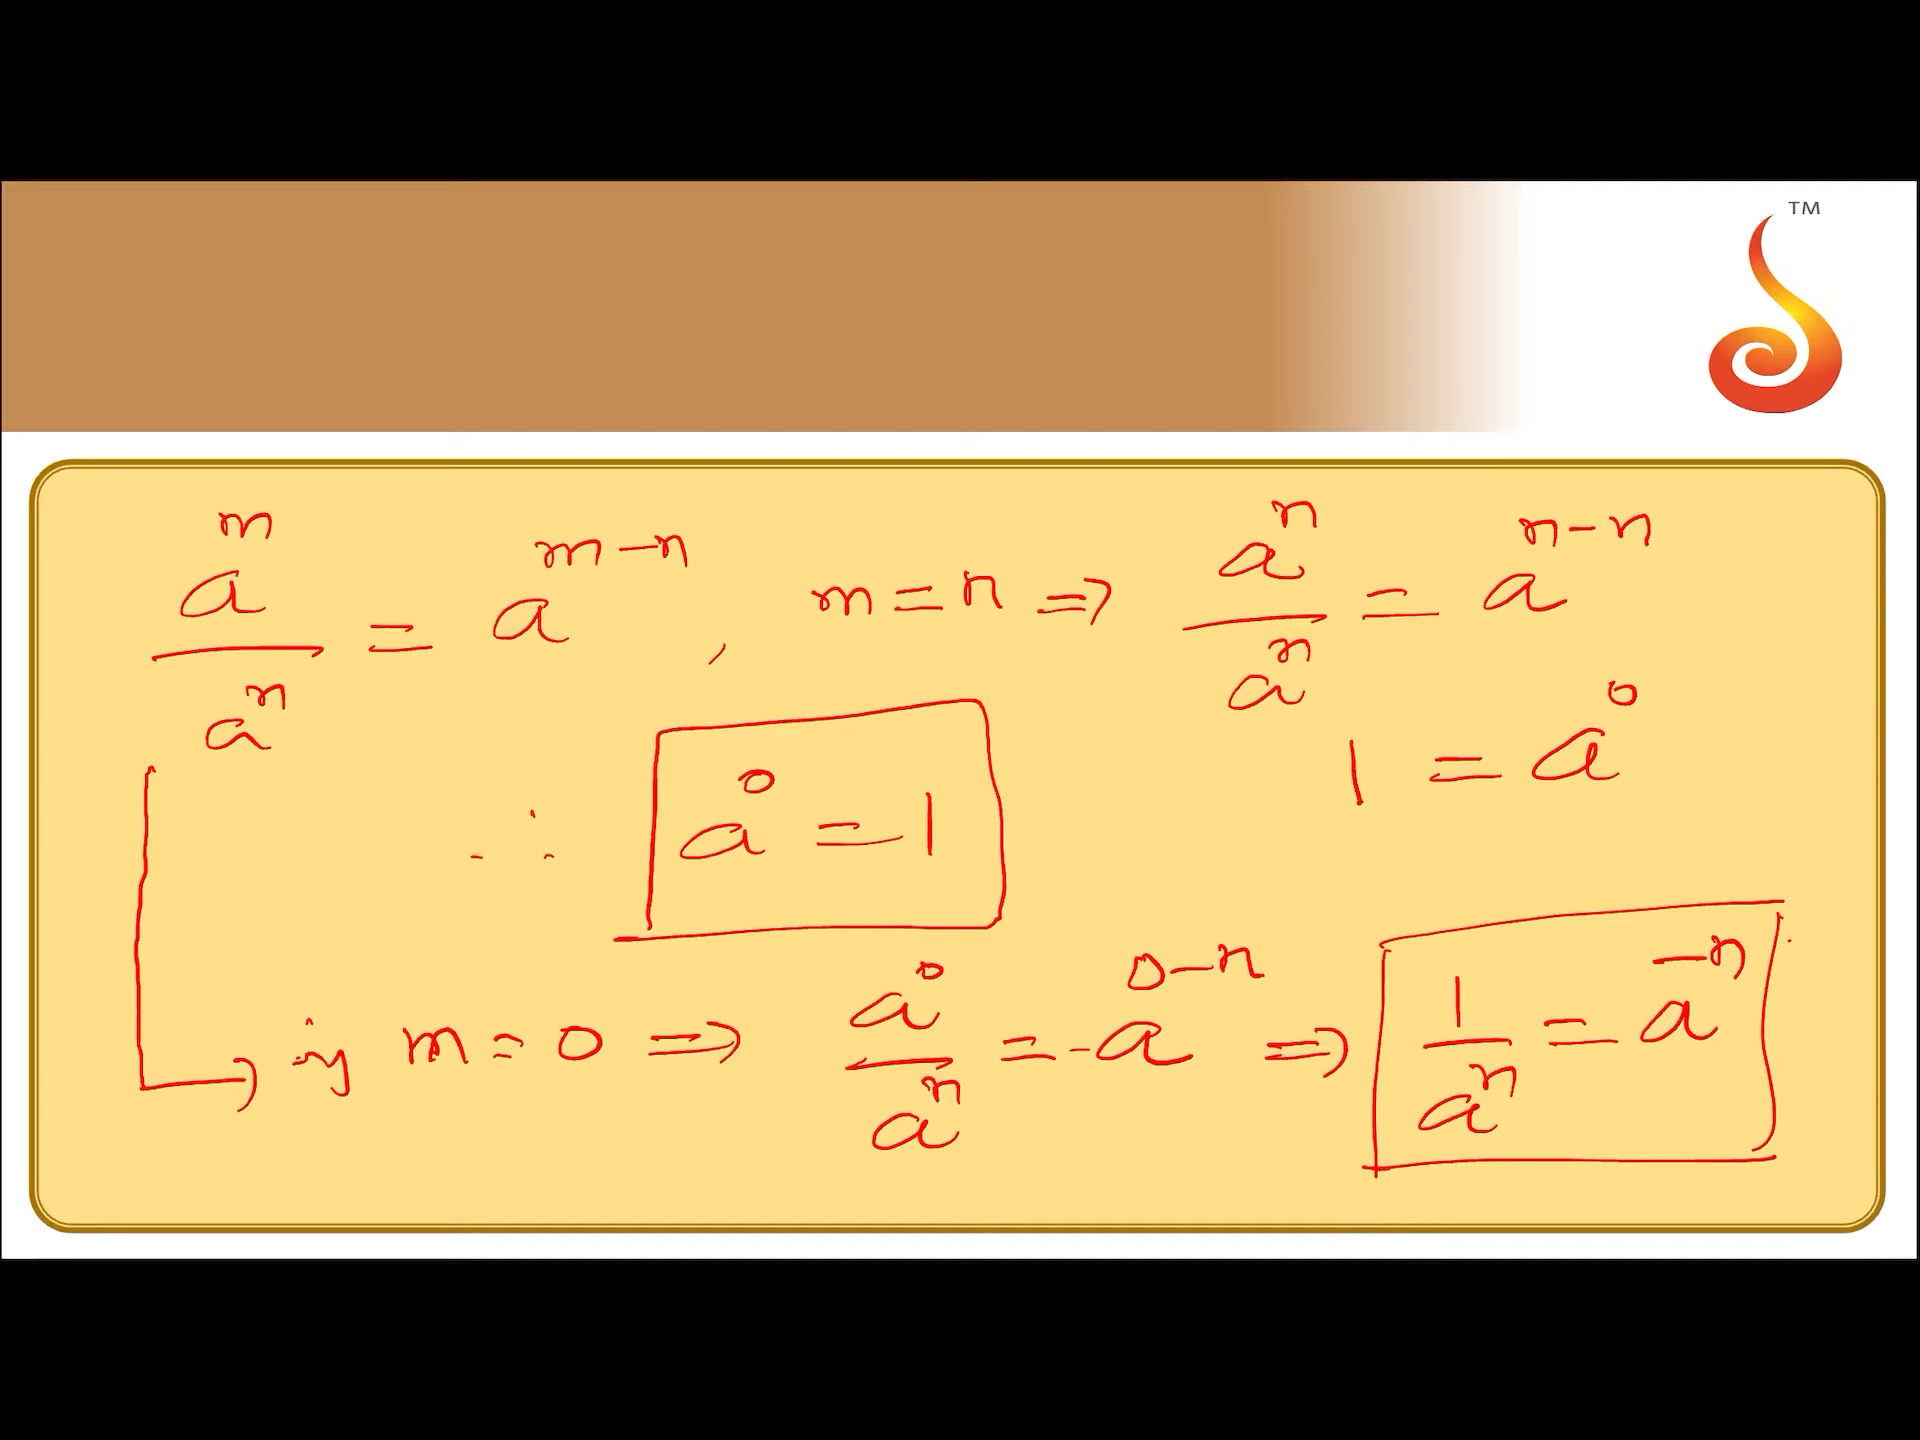 TM
a^m/a^n = a^(m-n) , m = n ⇒ a^n/a^n = a^(n-n)
1 = a^0
∴ a^0 = 1
if m = 0 ⇒ a^0/a^n = a^(0-n) ⇒ 1/a^n = a^(-n)